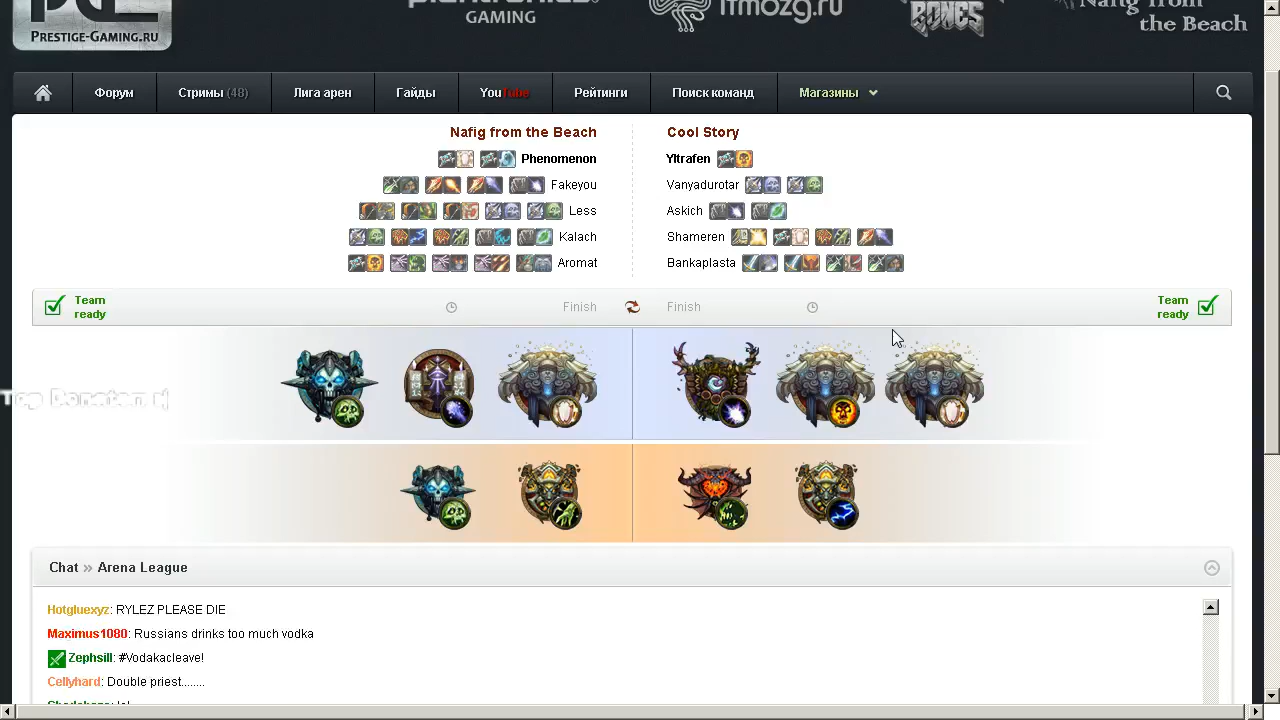 PRESTIGE-GAMING.RU
plantronics
GAMING
itmozg.ru
BONES
Nafig from
the Beach
Форум
Стримы (48)
Лига арен
Гайды
YouTube
Рейтинги
Поиск команд
Магазины
Nafig from the Beach
Cool Story
Phenomenon
Yltrafen
Fakeyou
Vanyadurotar
Less
Askich
Kalach
Shameren
Aromat
Bankaplasta
Team
ready
Finish
Finish
Team
ready
Chat » Arena League
Hotgluexyz: RYLEZ PLEASE DIE
Maximus1080: Russians drinks too much vodka
Zephsill: #Vodakacleave!
Cellyhard: Double priest........